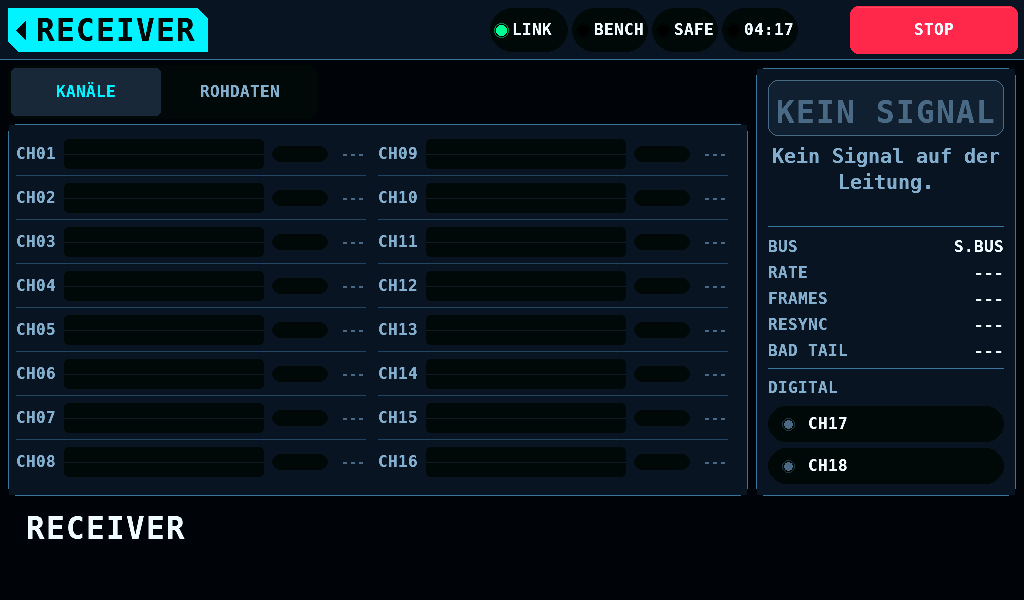 RECEIVER
LINK
BENCH
SAFE
04:17
STOP
KANÄLE
ROHDATEN
CH01 ---
CH02 ---
CH03 ---
CH04 ---
CH05 ---
CH06 ---
CH07 ---
CH08 ---
CH09 ---
CH10 ---
CH11 ---
CH12 ---
CH13 ---
CH14 ---
CH15 ---
CH16 ---
KEIN SIGNAL
Kein Signal auf der
Leitung.
BUS S.BUS
RATE ---
FRAMES ---
RESYNC ---
BAD TAIL ---
DIGITAL
CH17
CH18
RECEIVER